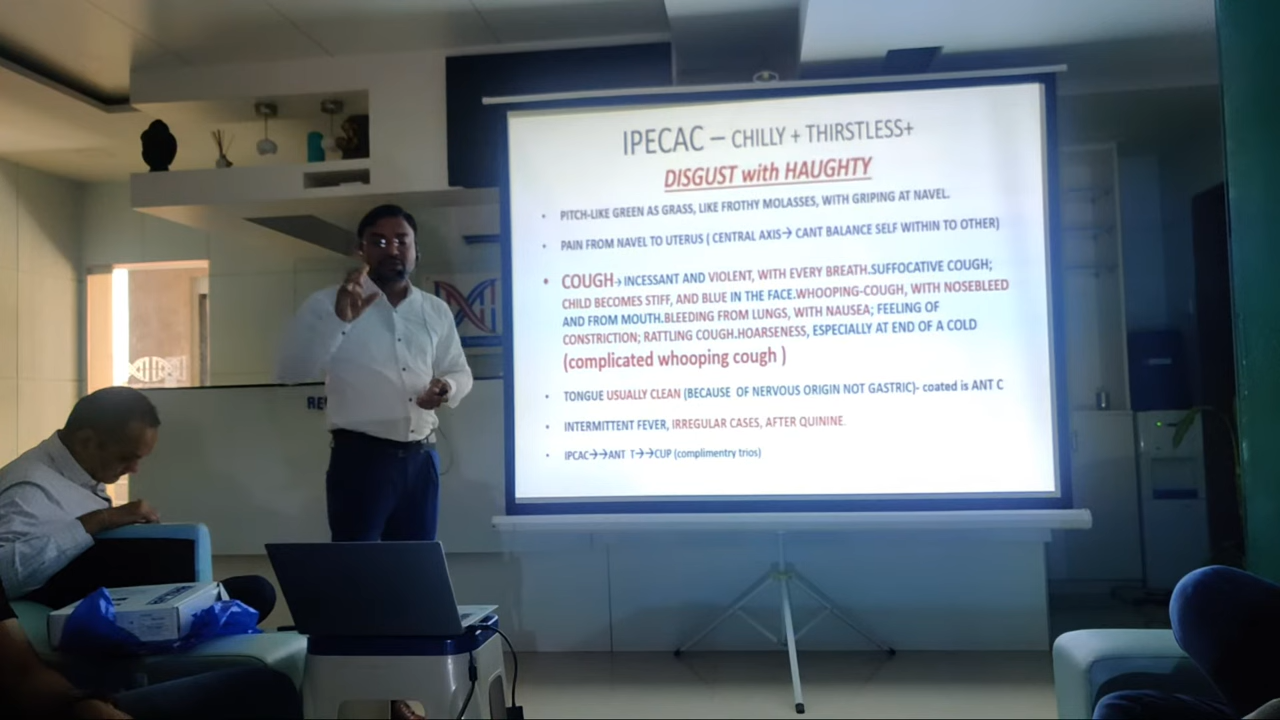 IPECAC – CHILLY + THIRSTLESS+
DISGUST with HAUGHTY
• PITCH-LIKE GREEN AS GRASS, LIKE FROTHY MOLASSES, WITH GRIPING AT NAVEL.
• PAIN FROM NAVEL TO UTERUS ( CENTRAL AXIS→ CANT BALANCE SELF WITHIN TO OTHER)
• COUGH→INCESSANT AND VIOLENT, WITH EVERY BREATH.SUFFOCATIVE COUGH;
CHILD BECOMES STIFF, AND BLUE IN THE FACE.WHOOPING-COUGH, WITH NOSEBLEED
AND FROM MOUTH.BLEEDING FROM LUNGS, WITH NAUSEA; FEELING OF
CONSTRICTION; RATTLING COUGH.HOARSENESS, ESPECIALLY AT END OF A COLD
(complicated whooping cough )
• TONGUE USUALLY CLEAN (BECAUSE OF NERVOUS ORIGIN NOT GASTRIC)- coated is ANT C
• INTERMITTENT FEVER, IRREGULAR CASES, AFTER QUININE.
• IPCAC→→ANT T→→CUP (complimentry trios)